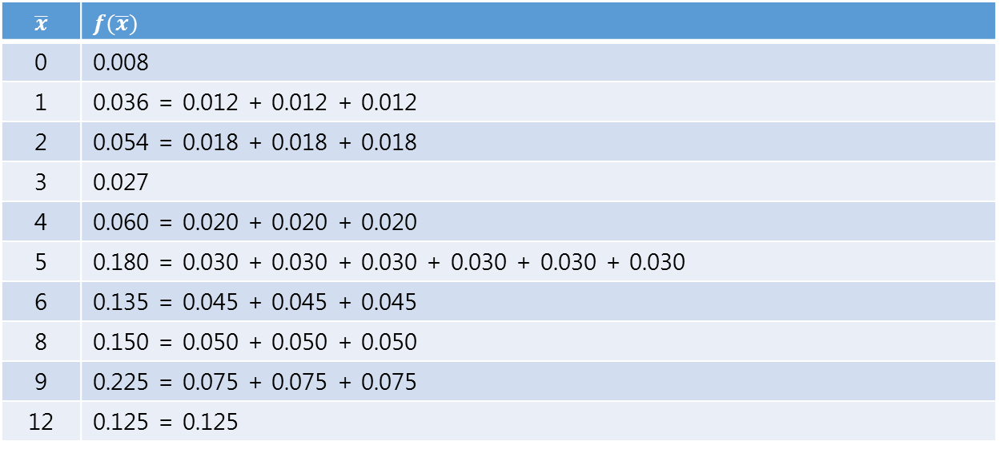 x̅ f(x̅)
0 0.008
1 0.036 = 0.012 + 0.012 + 0.012
2 0.054 = 0.018 + 0.018 + 0.018
3 0.027
4 0.060 = 0.020 + 0.020 + 0.020
5 0.180 = 0.030 + 0.030 + 0.030 + 0.030 + 0.030 + 0.030
6 0.135 = 0.045 + 0.045 + 0.045
8 0.150 = 0.050 + 0.050 + 0.050
9 0.225 = 0.075 + 0.075 + 0.075
12 0.125 = 0.125